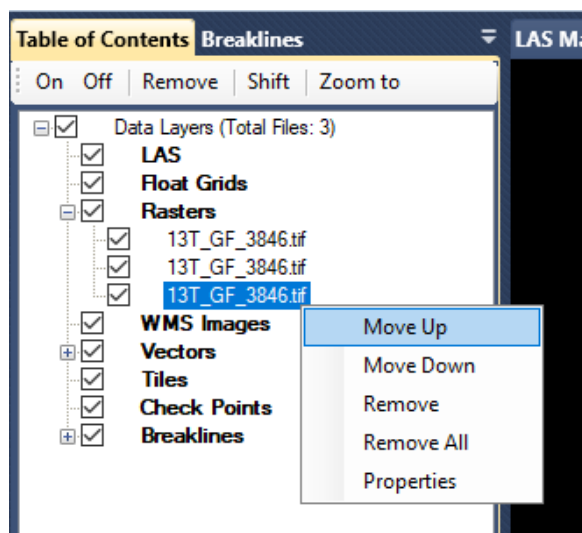 Table of Contents Breaklines LAS Ma
On Off Remove Shift Zoom to
Data Layers (Total Files: 3)
LAS
Float Grids
Rasters
13T_GF_3846.tif
13T_GF_3846.tif
13T_GF_3846.tif
WMS Images
Vectors
Tiles
Check Points
Breaklines
Move Up
Move Down
Remove
Remove All
Properties